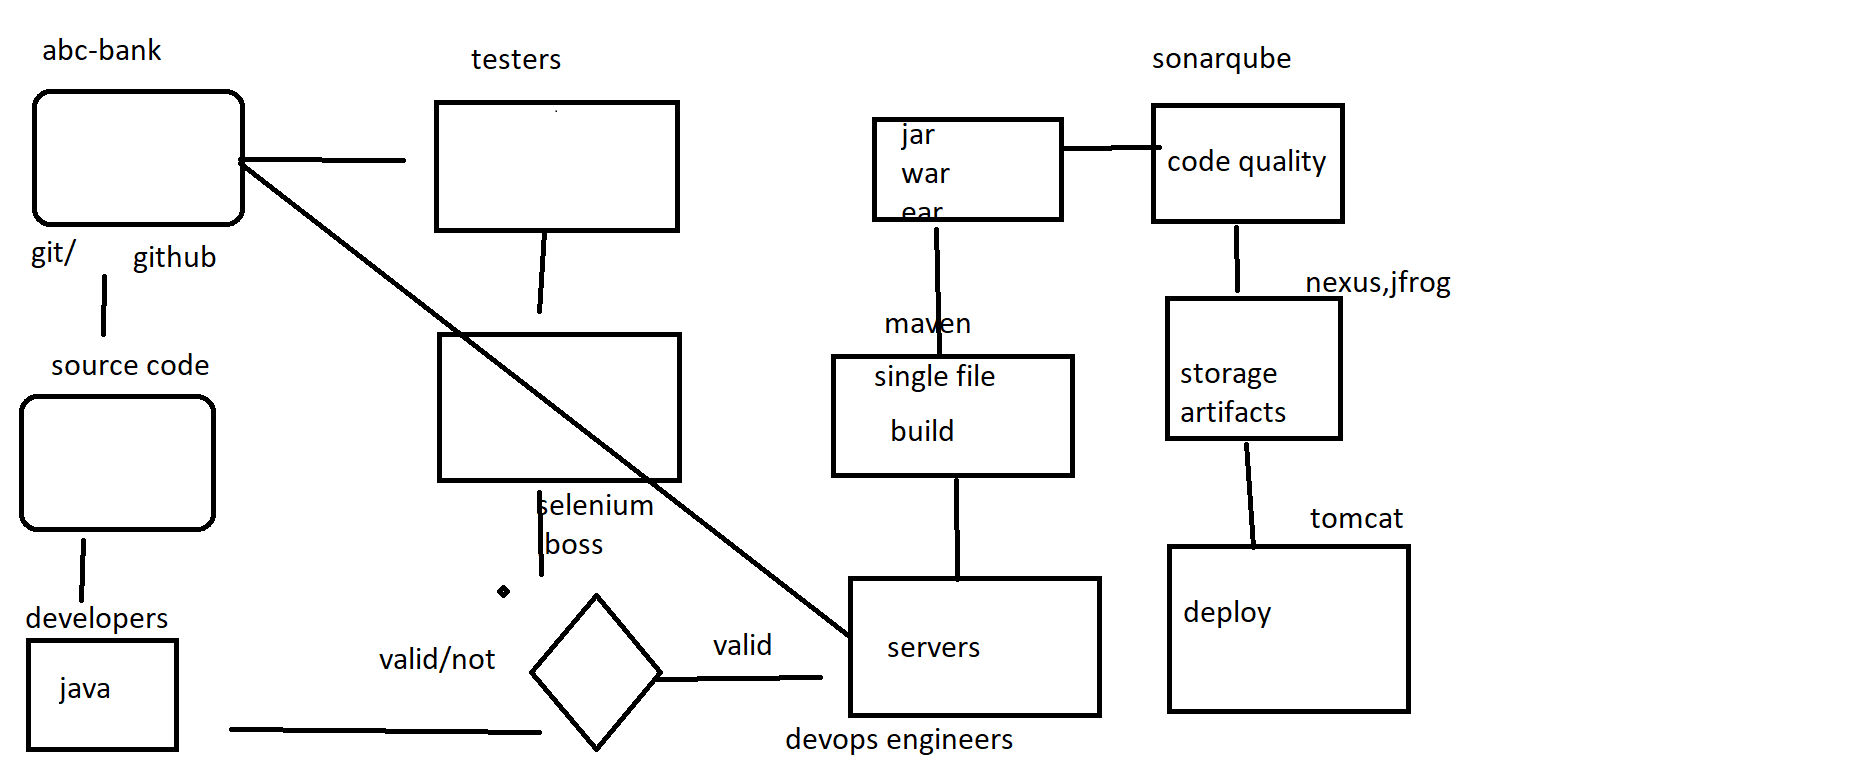 abc-bank
git/
github
source code
developers
java
testers
selenium
boss
valid/not
valid
servers
devops engineers
maven
single file
build
jar
war
ear
sonarqube
code quality
nexus,jfrog
storage
artifacts
tomcat
deploy